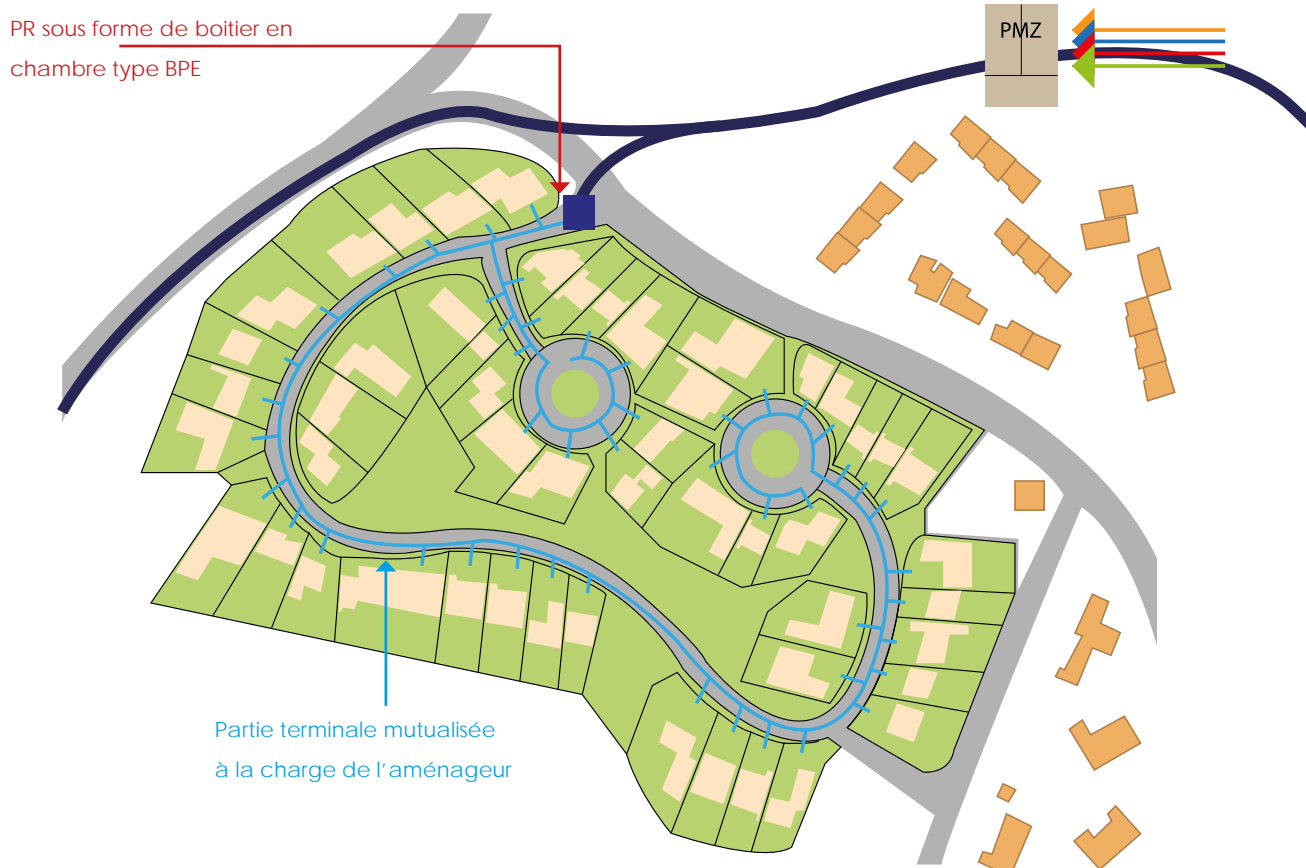 PR sous forme de boitier en
chambre type BPE
PMZ
Partie terminale mutualisée
à la charge de l'aménageur